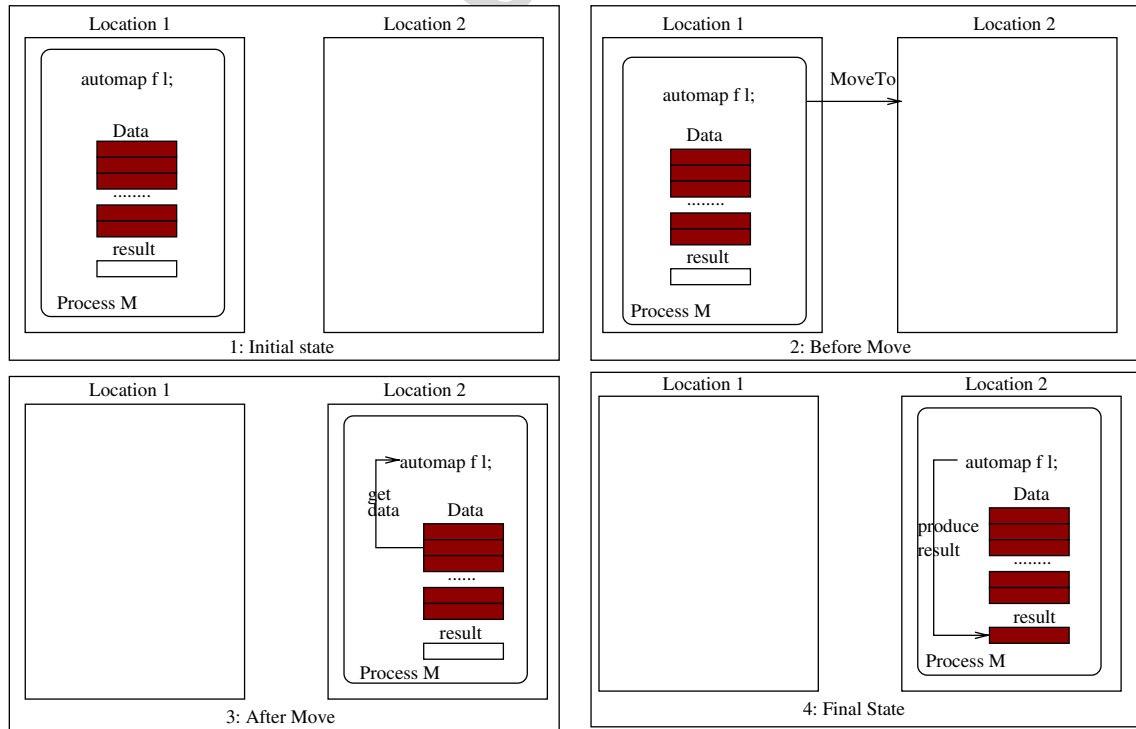 Location 1
Location 2
automap f l;
Data
........
result
Process M
1: Initial state
Location 1
Location 2
MoveTo
automap f l;
Data
........
result
Process M
2: Before Move
Location 1
Location 2
automap f l;
get
data
Data
......
result
Process M
3: After Move
Location 1
Location 2
automap f l;
Data
produce
result
........
result
Process M
4: Final State